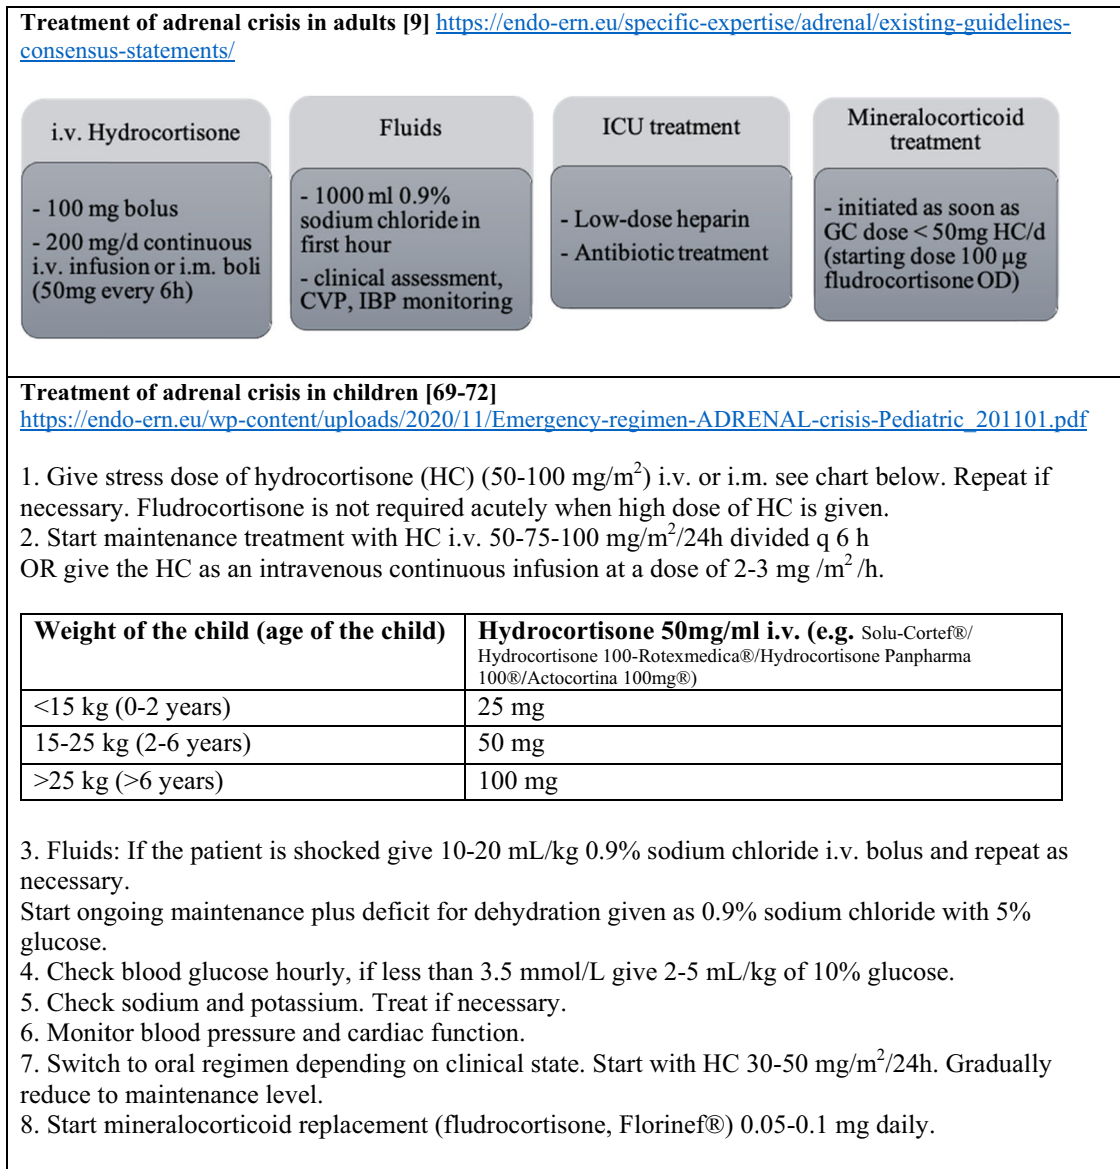 Treatment of adrenal crisis in adults [9] https://endo-ern.eu/specific-expertise/adrenal/existing-guidelines-
consensus-statements/
i.v. Hydrocortisone
- 100 mg bolus
- 200 mg/d continuous
i.v. infusion or i.m. boli
(50mg every 6h)
Fluids
- 1000 ml 0.9%
sodium chloride in
first hour
- clinical assessment,
CVP, IBP monitoring
ICU treatment
- Low-dose heparin
- Antibiotic treatment
Mineralocorticoid
treatment
- initiated as soon as
GC dose < 50mg HC/d
(starting dose 100 µg
fludrocortisone OD)
Treatment of adrenal crisis in children [69-72]
https://endo-ern.eu/wp-content/uploads/2020/11/Emergency-regimen-ADRENAL-crisis-Pediatric_201101.pdf
1. Give stress dose of hydrocortisone (HC) (50-100 mg/m²) i.v. or i.m. see chart below. Repeat if
necessary. Fludrocortisone is not required acutely when high dose of HC is given.
2. Start maintenance treatment with HC i.v. 50-75-100 mg/m²/24h divided q 6 h
OR give the HC as an intravenous continuous infusion at a dose of 2-3 mg /m² /h.
Weight of the child (age of the child)
Hydrocortisone 50mg/ml i.v. (e.g. Solu-Cortef®/
Hydrocortisone 100-Rotexmedica®/Hydrocortisone Panpharma
100®/Actocortina 100mg®)
<15 kg (0-2 years) 25 mg
15-25 kg (2-6 years) 50 mg
>25 kg (>6 years) 100 mg
3. Fluids: If the patient is shocked give 10-20 mL/kg 0.9% sodium chloride i.v. bolus and repeat as
necessary.
Start ongoing maintenance plus deficit for dehydration given as 0.9% sodium chloride with 5%
glucose.
4. Check blood glucose hourly, if less than 3.5 mmol/L give 2-5 mL/kg of 10% glucose.
5. Check sodium and potassium. Treat if necessary.
6. Monitor blood pressure and cardiac function.
7. Switch to oral regimen depending on clinical state. Start with HC 30-50 mg/m²/24h. Gradually
reduce to maintenance level.
8. Start mineralocorticoid replacement (fludrocortisone, Florinef®) 0.05-0.1 mg daily.